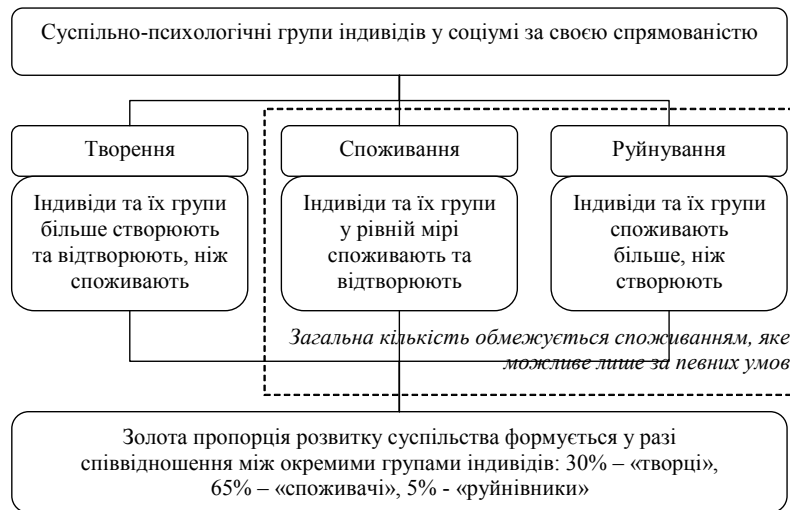 Суспільно-психологічні групи індивідів у соціумі за своєю спрямованістю
Творення
Споживання
Руйнування
Індивіди та їх групи
більше створюють
та відтворюють, ніж
споживають
Індивіди та їх групи
у рівній мірі
споживають та
відтворюють
Індивіди та їх групи
споживають
більше, ніж
створюють
Загальна кількість обмежується споживанням, яке
можливе лише за певних умов
Золота пропорція розвитку суспільства формується у разі
співвідношення між окремими групами індивідів: 30% – «творці»,
65% – «споживачі», 5% - «руйнівники»